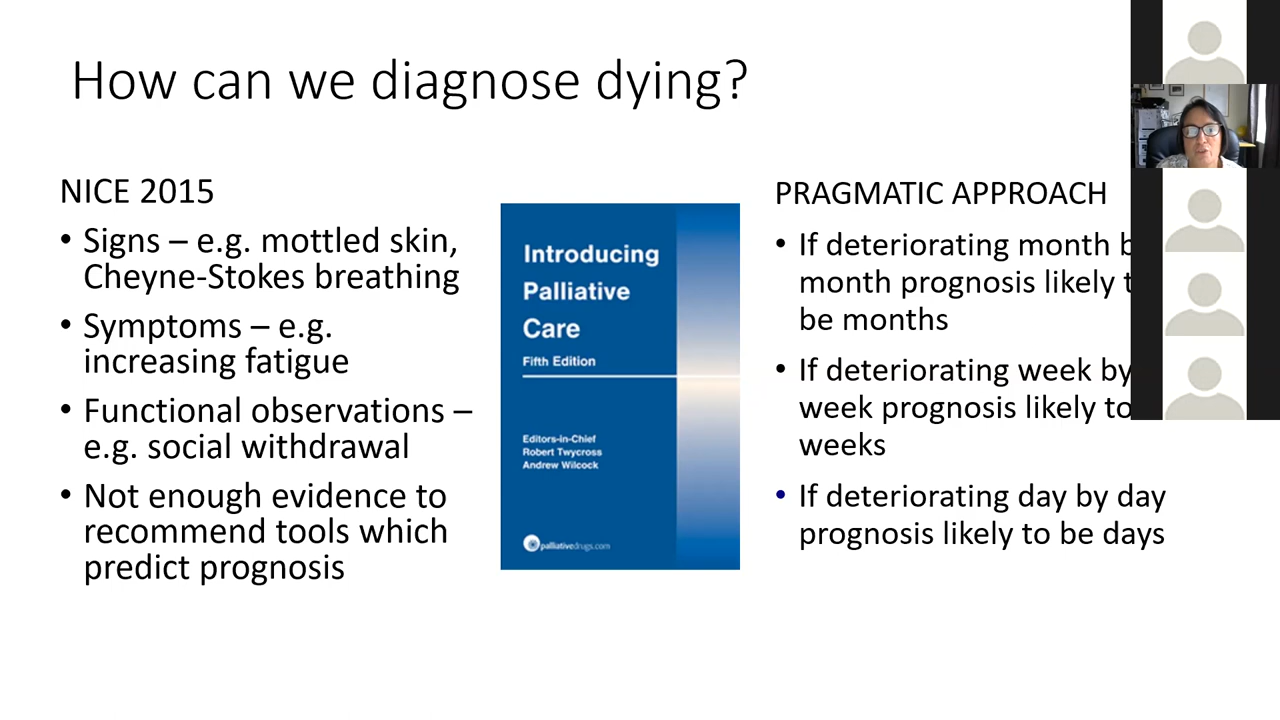 How can we diagnose dying?
NICE 2015
• Signs – e.g. mottled skin,
Cheyne-Stokes breathing
• Symptoms – e.g.
increasing fatigue
• Functional observations –
e.g. social withdrawal
• Not enough evidence to
recommend tools which
predict prognosis
Introducing
Palliative
Care
Fifth Edition
Editors-in-Chief
Robert Twycross
Andrew Wilcock
palliativedrugs.com
PRAGMATIC APPROACH
• If deteriorating month
month prognosis likely
be months
• If deteriorating week by
week prognosis likely to
weeks
• If deteriorating day by day
prognosis likely to be days